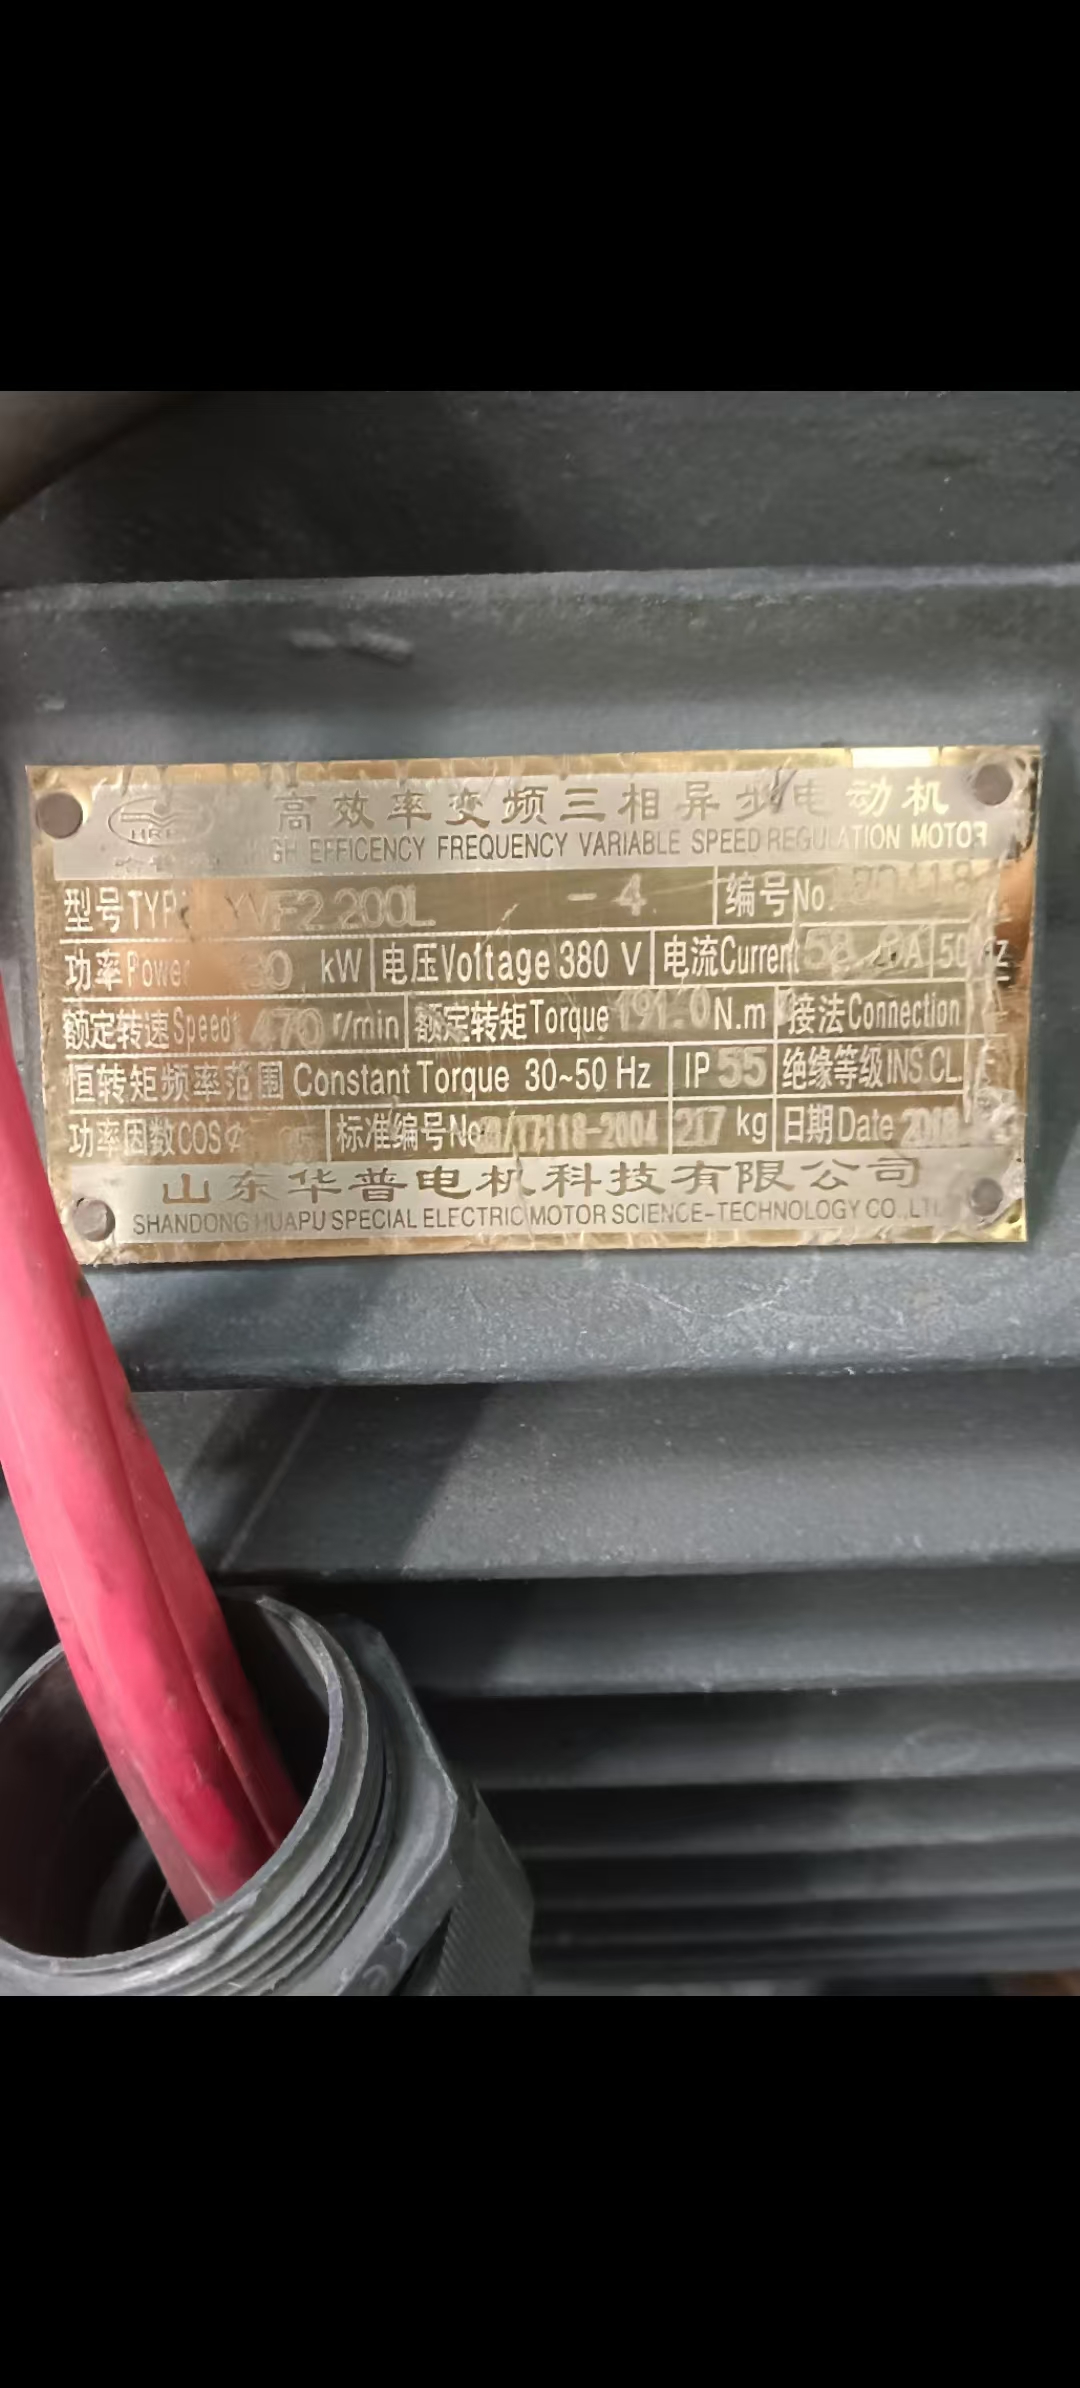 高效率变频三相异步电动机
HIGH EFFICENCY FREQUENCY VARIABLE SPEED REGULATION MOTOR
型号TYPE YVF2 200L - 4 编号No.
功率Power 30 kW 电压Voltage 380 V 电流Current A 50 Hz
额定转速Speed r/min 额定转矩Torque 191.0 N.m 接法Connection
恒转矩频率范围 Constant Torque 30~50 Hz IP 55 绝缘等级INS.CL.
功率因数COSφ 标准编号No 217 kg 日期Date
山东华普电机科技有限公司
SHANDONG HUAPU SPECIAL ELECTRIC MOTOR SCIENCE-TECHNOLOGY CO.,LTD